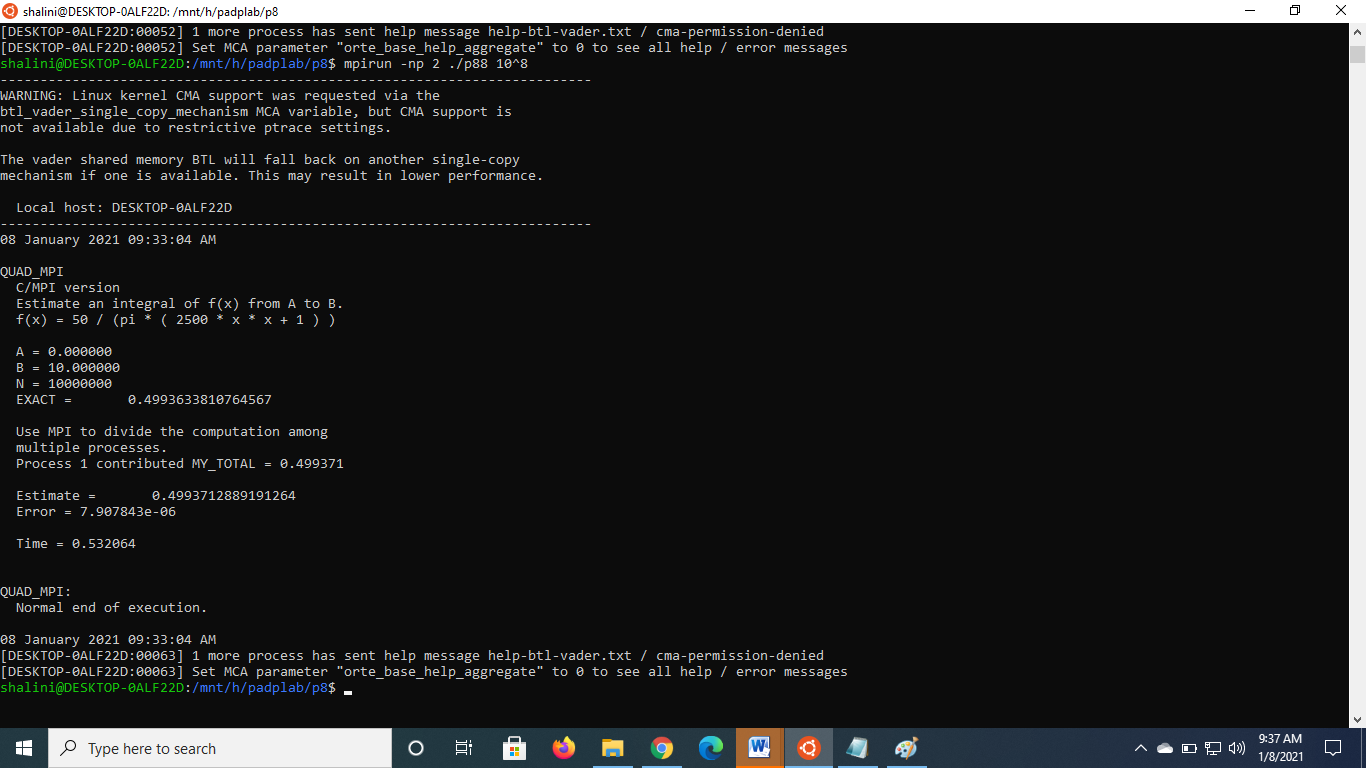 shalini@DESKTOP-0ALF22D: /mnt/h/padplab/p8
[DESKTOP-0ALF22D:00052] 1 more process has sent help message help-btl-vader.txt / cma-permission-denied
[DESKTOP-0ALF22D:00052] Set MCA parameter "orte_base_help_aggregate" to 0 to see all help / error messages
shalini@DESKTOP-0ALF22D:/mnt/h/padplab/p8$ mpirun -np 2 ./p88 10^8
--------------------------------------------------------------------------
WARNING: Linux kernel CMA support was requested via the
btl_vader_single_copy_mechanism MCA variable, but CMA support is
not available due to restrictive ptrace settings.
The vader shared memory BTL will fall back on another single-copy
mechanism if one is available. This may result in lower performance.
Local host: DESKTOP-0ALF22D
--------------------------------------------------------------------------
08 January 2021 09:33:04 AM
QUAD_MPI
C/MPI version
Estimate an integral of f(x) from A to B.
f(x) = 50 / (pi * ( 2500 * x * x + 1 ) )
A = 0.000000
B = 10.000000
N = 10000000
EXACT =       0.4993633810764567
Use MPI to divide the computation among
multiple processes.
Process 1 contributed MY_TOTAL = 0.499371
Estimate =       0.4993712889191264
Error = 7.907843e-06
Time = 0.532064
QUAD_MPI:
Normal end of execution.
08 January 2021 09:33:04 AM
[DESKTOP-0ALF22D:00063] 1 more process has sent help message help-btl-vader.txt / cma-permission-denied
[DESKTOP-0ALF22D:00063] Set MCA parameter "orte_base_help_aggregate" to 0 to see all help / error messages
shalini@DESKTOP-0ALF22D:/mnt/h/padplab/p8$
Type here to search
9:37 AM
1/8/2021